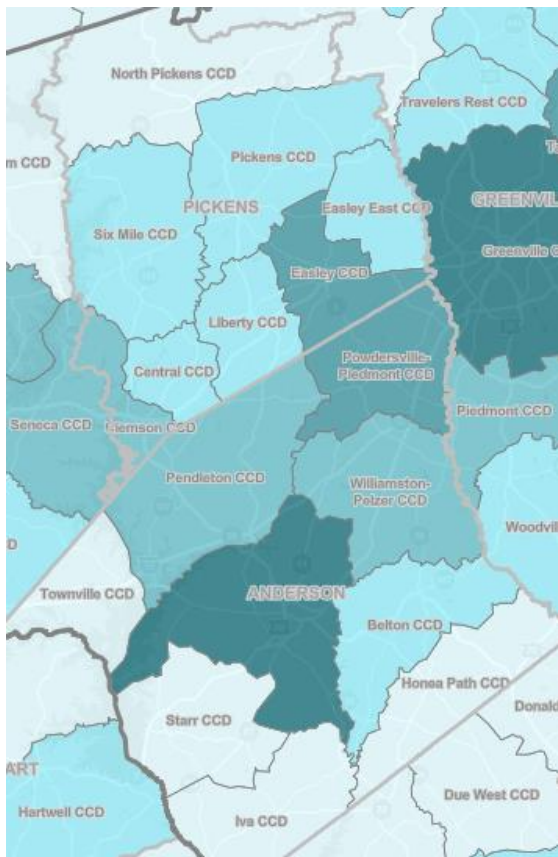 North Pickens CCD
Travelers Rest CCD
Pickens CCD
m CCD
PICKENS
Easley East CCD
GREENVIL
Six Mile CCD
Greenville C
Easley CCD
Liberty CCD
Powdersville-
Piedmont CCD
Central CCD
Piedmont CCD
Seneca CCD
Clemson CCD
Pendleton CCD
Williamston-
Pelzer CCD
Woodvil
D
Townville CCD
ANDERSON
Belton CCD
Honea Path CCD
Starr CCD
Donald
ART
Hartwell CCD
Due West CCD
Iva CCD